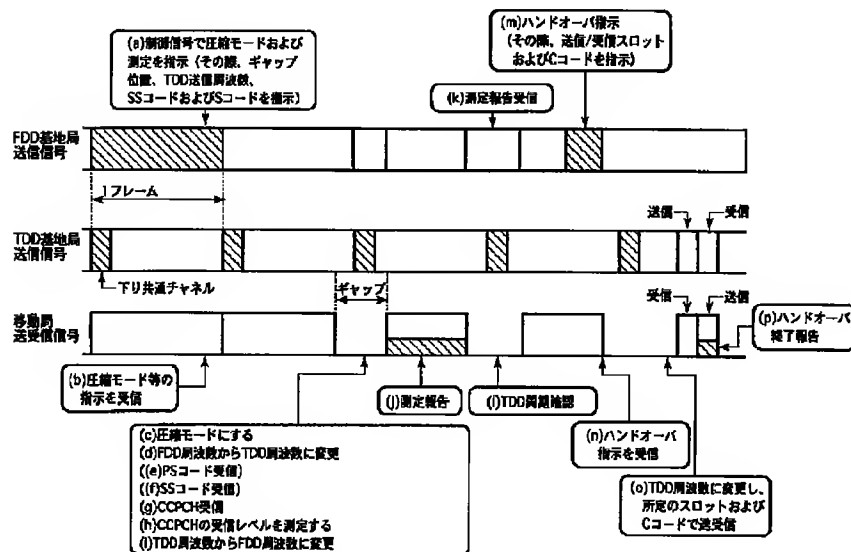 (a)制御信号で圧縮モードおよび
測定を指示（その際、ギャップ
位置、TDD送信周波数、
SSコードおよびSコードを指示）
(m)ハンドオーバ指示
(その際、送信/受信スロット
およびCコードを指示)
(k)測定報告受信
FDD基地局
送信信号
1フレーム
TDD基地局
送信信号
送信
受信
下り共通チャネル
ギャップ
受信
送信
移動局
送受信信号
(p)ハンドオーバ
終了報告
(b)圧縮モード等の
指示を受信
(j)測定報告
(l)TDD同期確認
(n)ハンドオーバ
指示を受信
(c)圧縮モードにする
(d)FDD周波数からTDD周波数に変更
((e)PSコード受信)
((f)SSコード受信)
(g)CCPCH受信
(h)CCPCHの受信レベルを測定する
(i)TDD周波数からFDD周波数に変更
(o)TDD周波数に変更し、
所定のスロットおよび
Cコードで送受信